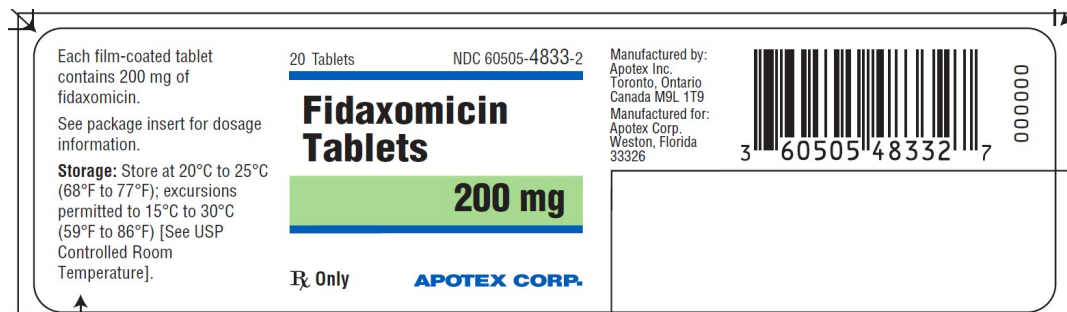 Each film-coated tablet
contains 200 mg of
fidaxomicin.
See package insert for dosage
information.
Storage: Store at 20°C to 25°C
(68°F to 77°F); excursions
permitted to 15°C to 30°C
(59°F to 86°F) [See USP
Controlled Room
Temperature].
20 Tablets NDC 60505-4833-2
Fidaxomicin
Tablets
200 mg
℞ Only APOTEX CORP.
Manufactured by:
Apotex Inc.
Toronto, Ontario
Canada M9L 1T9
Manufactured for:
Apotex Corp.
Weston, Florida
33326
3 60505 48332 7
000000